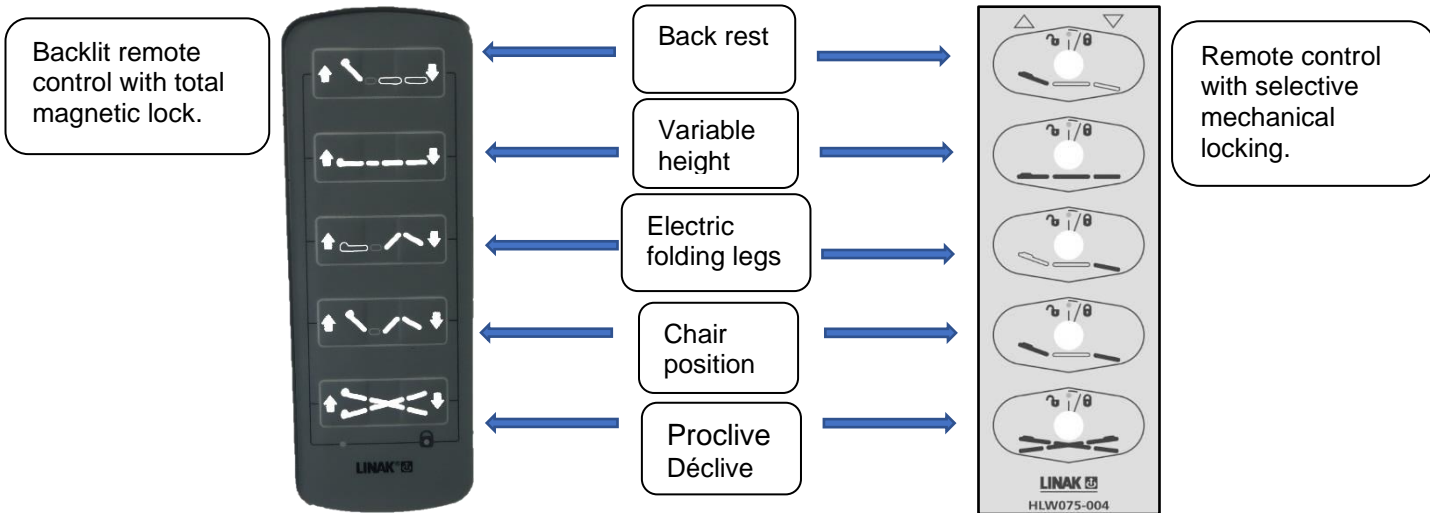 Backlit remote
control with total
magnetic lock.
Back rest
Variable
height
Electric
folding legs
Chair
position
Proclive
Déclive
Remote control
with selective
mechanical
locking.
LINAK
LINAK
HLW075-004